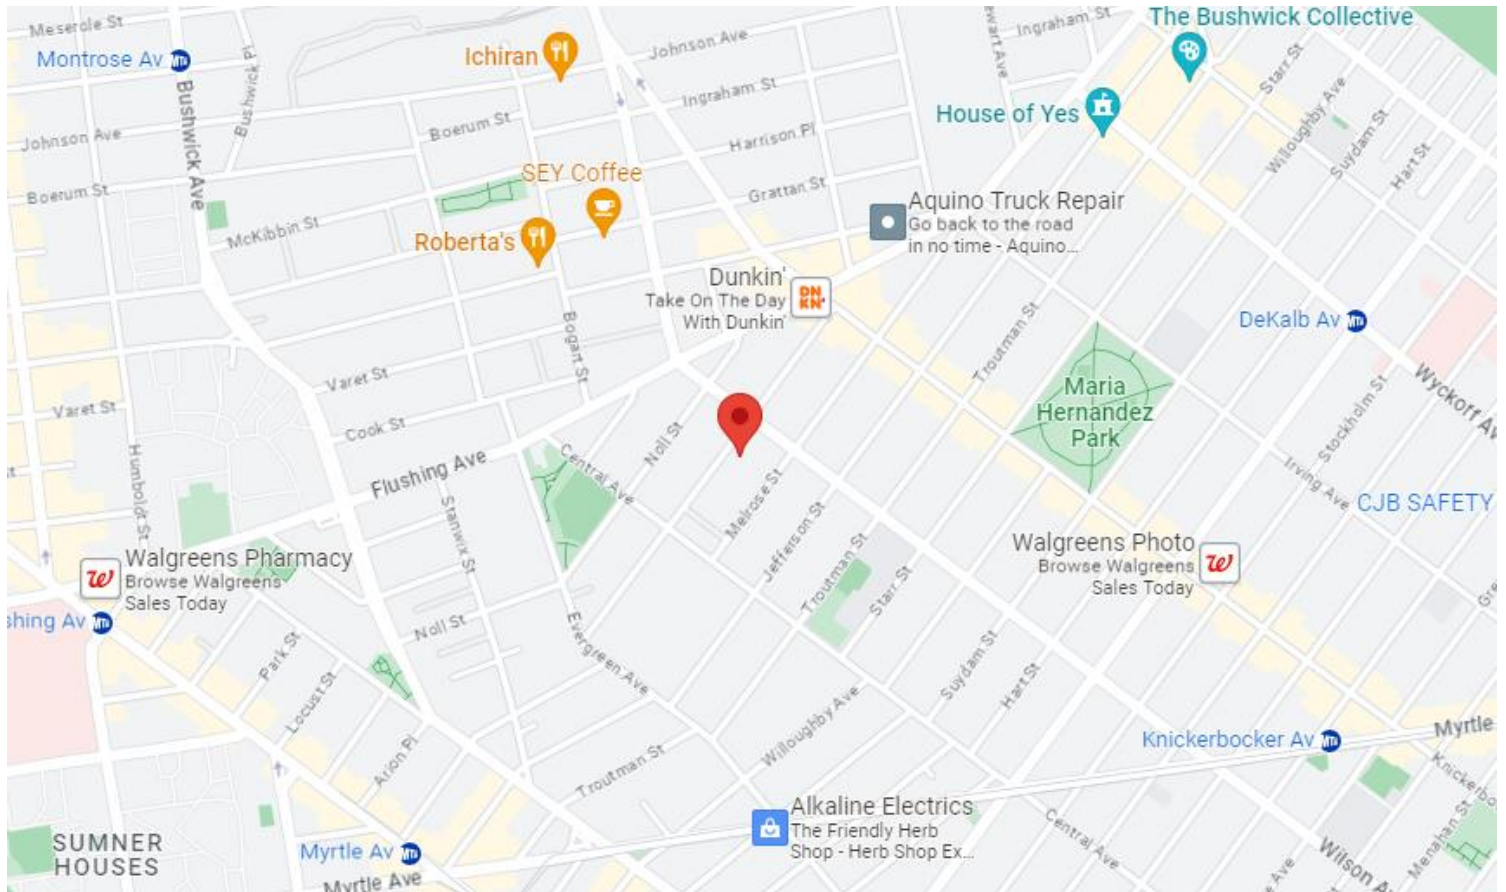 Meserole St
Montrose Av
Bushwick Pl
Bushwick Ave
Johnson Ave
Boerum St
McKibbin St
Ichiran
Johnson Ave
Ingraham St
Boerum St
Harrison Pl
SEY Coffee
Grattan St
Roberta's
Ingraham St
The Bushwick Collective
House of Yes
Starr St
Willoughby Ave
Suydam St
Hart St
Aquino Truck Repair
Go back to the road
in no time - Aquino...
Dunkin'
Take On The Day
With Dunkin'
DN
KN'
Bogart St
Varet St
Varet St
Cook St
Humboldt St
Flushing Ave
Central Ave
Noll St
Melrose St
Jefferson St
Troutman St
Starr St
Troutman St
Maria
Hernandez
Park
DeKalb Av
Wyckoff Av
Stockholm St
Irving Ave
CJB SAFETY
Walgreens Photo
Browse Walgreens
Sales Today
Walgreens Pharmacy
Browse Walgreens
Sales Today
shing Av
Stanwix St
Noll St
Evergreen Ave
Park St
Locust St
Arion Pl
Troutman St
Willoughby Ave
Suydam St
Hart St
Knickerbocker Av
Myrtle
Knickerbo
Menahan St
Wilson A
Central Ave
Alkaline Electrics
The Friendly Herb
Shop - Herb Shop Ex...
SUMNER
HOUSES
Myrtle Av
Myrtle Ave